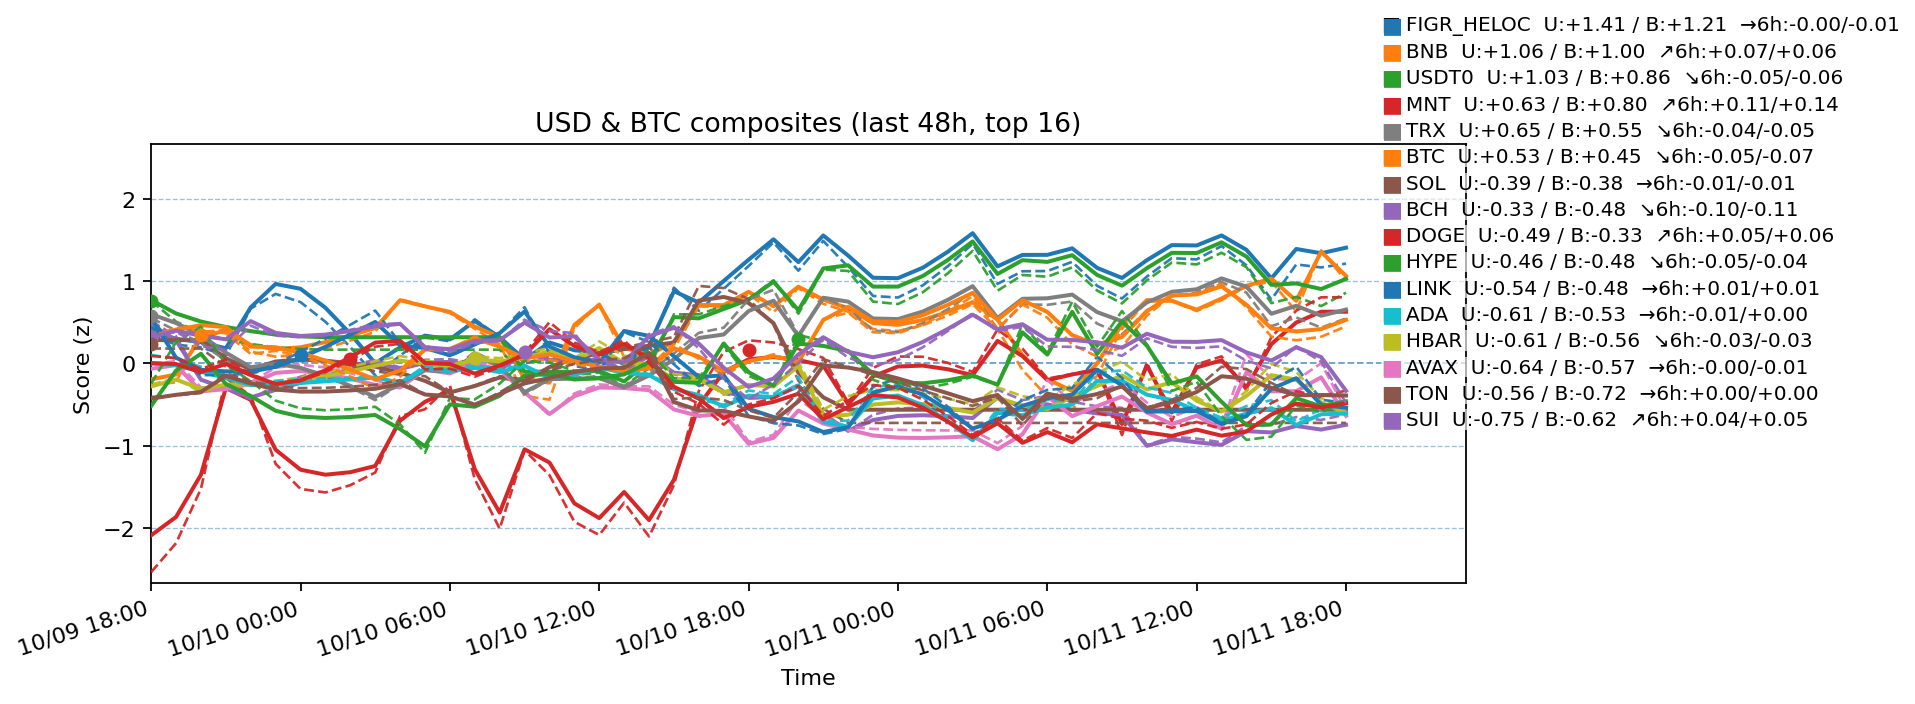 FIGR_HELOC  U:+1.41 / B:+1.21  →6h:-0.00/-0.01
BNB  U:+1.06 / B:+1.00  ↗6h:+0.07/+0.06
USDT0  U:+1.03 / B:+0.86  ↘6h:-0.05/-0.06
MNT  U:+0.63 / B:+0.80  ↗6h:+0.11/+0.14
TRX  U:+0.65 / B:+0.55  ↘6h:-0.04/-0.05
BTC  U:+0.53 / B:+0.45  ↘6h:-0.05/-0.07
SOL  U:-0.39 / B:-0.38  →6h:-0.01/-0.01
BCH  U:-0.33 / B:-0.48  ↘6h:-0.10/-0.11
DOGE  U:-0.49 / B:-0.33  ↗6h:+0.05/+0.06
HYPE  U:-0.46 / B:-0.48  ↘6h:-0.05/-0.04
LINK  U:-0.54 / B:-0.48  →6h:+0.01/+0.01
ADA  U:-0.61 / B:-0.53  →6h:-0.01/+0.00
HBAR  U:-0.61 / B:-0.56  ↘6h:-0.03/-0.03
AVAX  U:-0.64 / B:-0.57  →6h:-0.00/-0.01
TON  U:-0.56 / B:-0.72  →6h:+0.00/+0.00
SUI  U:-0.75 / B:-0.62  ↗6h:+0.04/+0.05
USD & BTC composites (last 48h, top 16)
Score (z)
2
1
0
−1
−2
10/09 18:00
10/10 00:00
10/10 06:00
10/10 12:00
10/10 18:00
10/11 00:00
10/11 06:00
10/11 12:00
10/11 18:00
Time